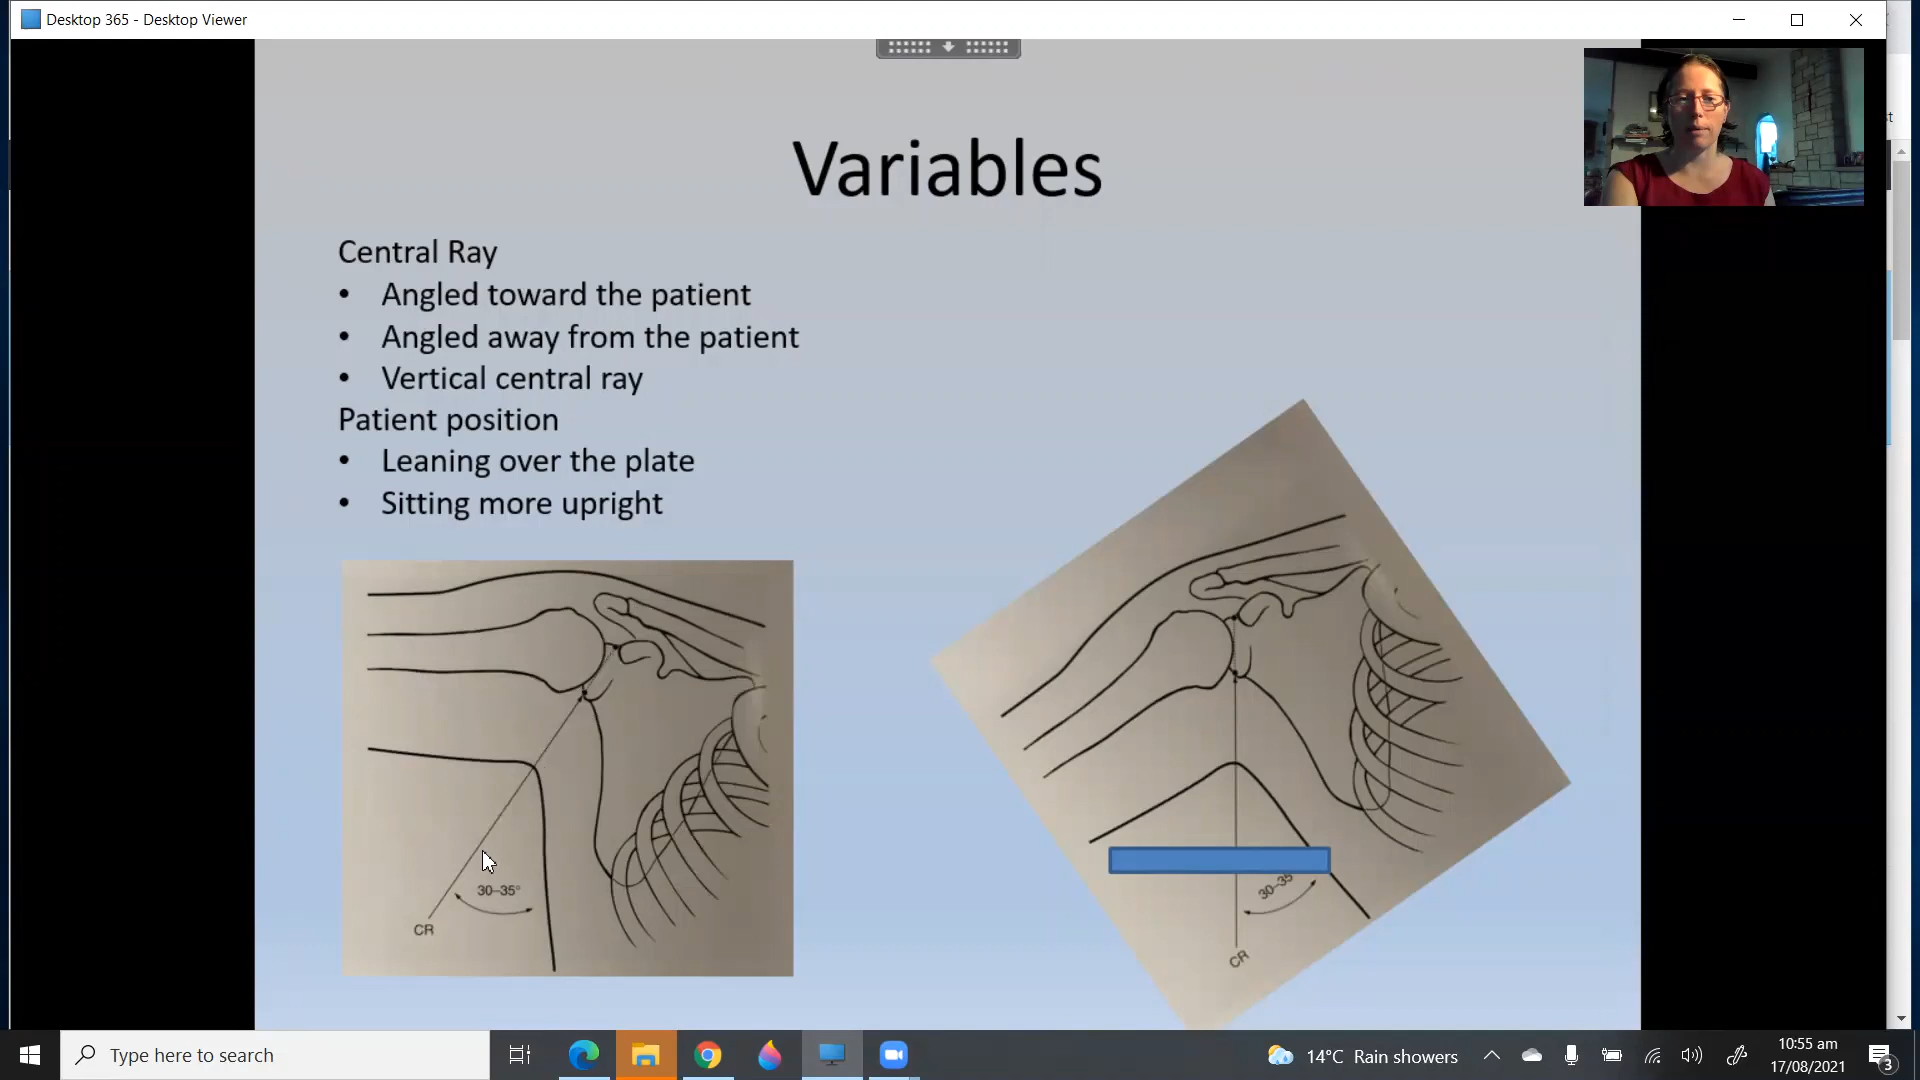 Desktop 365 - Desktop Viewer
st
Variables
Central Ray
• Angled toward the patient
• Angled away from the patient
• Vertical central ray
Patient position
• Leaning over the plate
• Sitting more upright
30–35°
CR
30–35
CR
Type here to search
14°C Rain showers
10:55 am
17/08/2021
3